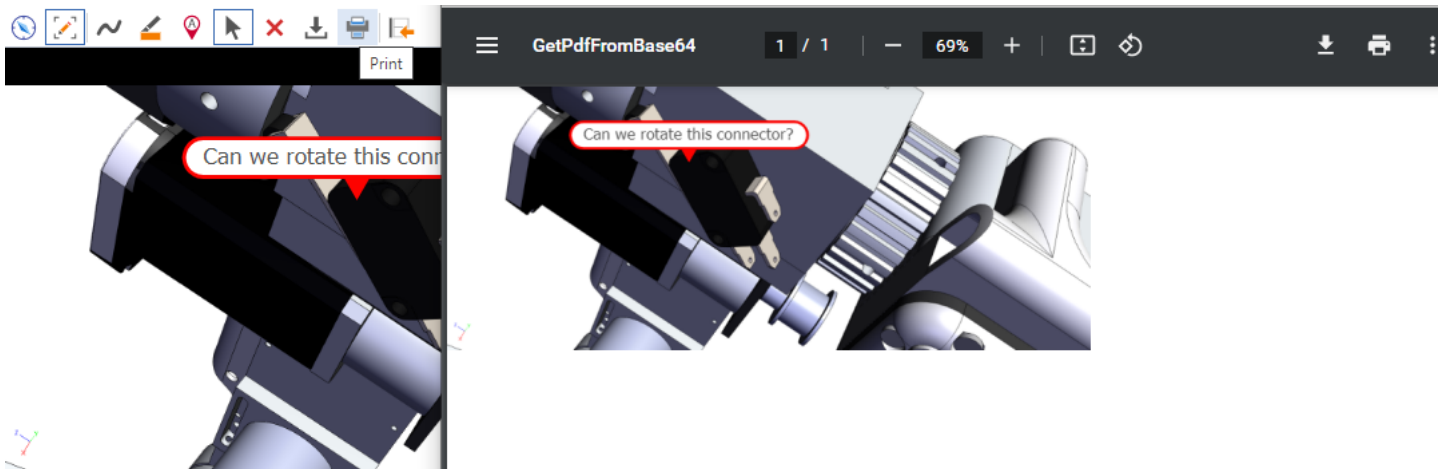 A
Print
Can we rotate this conn
GetPdfFromBase64
1 / 1
69%
Can we rotate this connector?